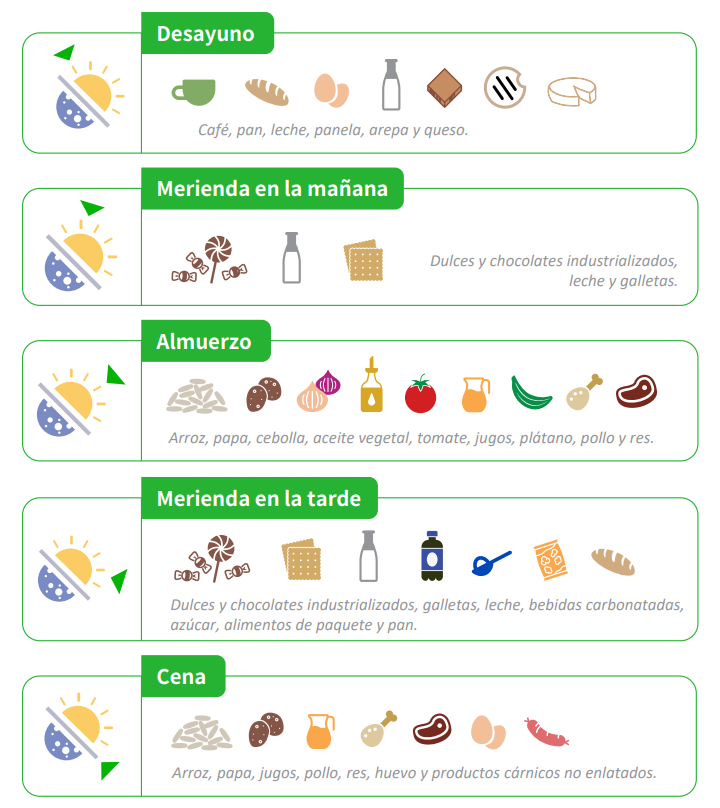 Desayuno
Café, pan, leche, panela, arepa y queso.
Merienda en la mañana
Dulces y chocolates industrializados,
leche y galletas.
Almuerzo
Arroz, papa, cebolla, aceite vegetal, tomate, jugos, plátano, pollo y res.
Merienda en la tarde
Dulces y chocolates industrializados, galletas, leche, bebidas carbonatadas,
azúcar, alimentos de paquete y pan.
Cena
Arroz, papa, jugos, pollo, res, huevo y productos cárnicos no enlatados.